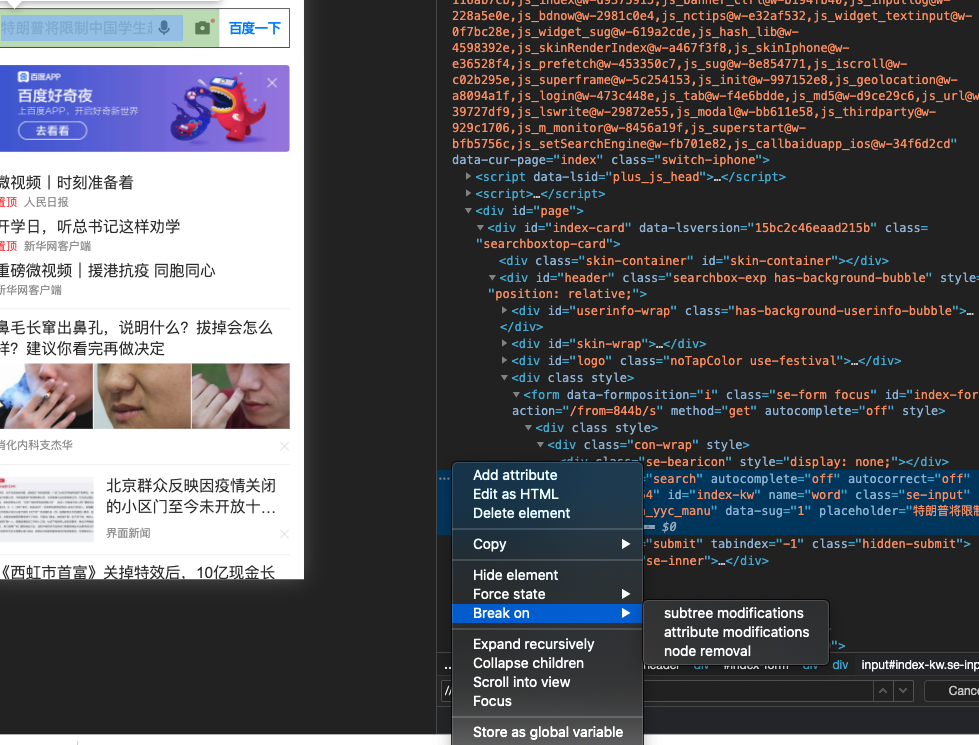 特朗普将限制中国学生
百度一下
百度APP
百度好奇夜
上百度APP，开启好奇新世界
去看看
微视频丨时刻准备着
置顶 人民日报
开学日，听总书记这样劝学
置顶 新华网客户端
重磅微视频｜援港抗疫 同胞同心
新华网客户端
鼻毛长窜出鼻孔，说明什么？拔掉会怎么
样？建议你看完再做决定
消化内科支杰华
北京群众反映因疫情关闭
的小区门至今未开放十…
界面新闻
《西虹市首富》关掉特效后，10亿现金长
228a5e0e,js_bdnow@w-2981c0e4,js_nctips@w-e32af532,js_widget_textinput@w-
0f7bc28e,js_widget_sug@w-619a2cde,js_hash_lib@w-
4598392e,js_skinRenderIndex@w-a467f3f8,js_skinIphone@w-
e36528f4,js_prefetch@w-453350c7,js_sug@w-8e854771,js_iscroll@w-
c02b295e,js_superframe@w-5c254153,js_init@w-997152e8,js_geolocation@w-
a8094a1f,js_login@w-473c448e,js_tab@w-f4e6bdde,js_md5@w-d9ce29c6,js_url@w
39727df9,js_lswrite@w-29872e55,js_modal@w-bb611e58,js_thirdparty@w-
929c1706,js_m_monitor@w-8456a19f,js_superstart@w-
bfb5756c,js_setSearchEngine@w-fb701e82,js_callbaiduapp_ios@w-34f6d2cd"
data-cur-page="index" class="switch-iphone">
<script data-lsid="plus_js_head">…</script>
<script>…</script>
<div id="page">
<div id="index-card" data-lsversion="15bc2c46eaad215b" class=
"searchboxtop-card">
<div class="skin-container" id="skin-container"></div>
<div id="header" class="searchbox-exp has-background-bubble" style=
"position: relative;">
<div id="userinfo-wrap" class="has-background-userinfo-bubble">…
</div>
<div id="skin-wrap">…</div>
<div id="logo" class="noTapColor use-festival">…</div>
<div class style>
<form data-formposition="i" class="se-form focus" id="index-for
action="/from=844b/s" method="get" autocomplete="off" style>
<div class style>
<div class="con-wrap" style>
<div class="se-bearicon" style="display: none;"></div>
"search" autocomplete="off" autocorrect="off"
64" id="index-kw" name="word" class="se-input"
_yyc_manu" data-sug="1" placeholder="特朗普将限制
== $0
"submit" tabindex="-1" class="hidden-submit">
"se-inner">…</div>
">
Add attribute
Edit as HTML
Delete element
Copy
Hide element
Force state
Break on
subtree modifications
attribute modifications
node removal
Expand recursively
Collapse children
Scroll into view
Focus
Store as global variable
… header div #index-form div div input#index-kw.se-inp
//
Cance